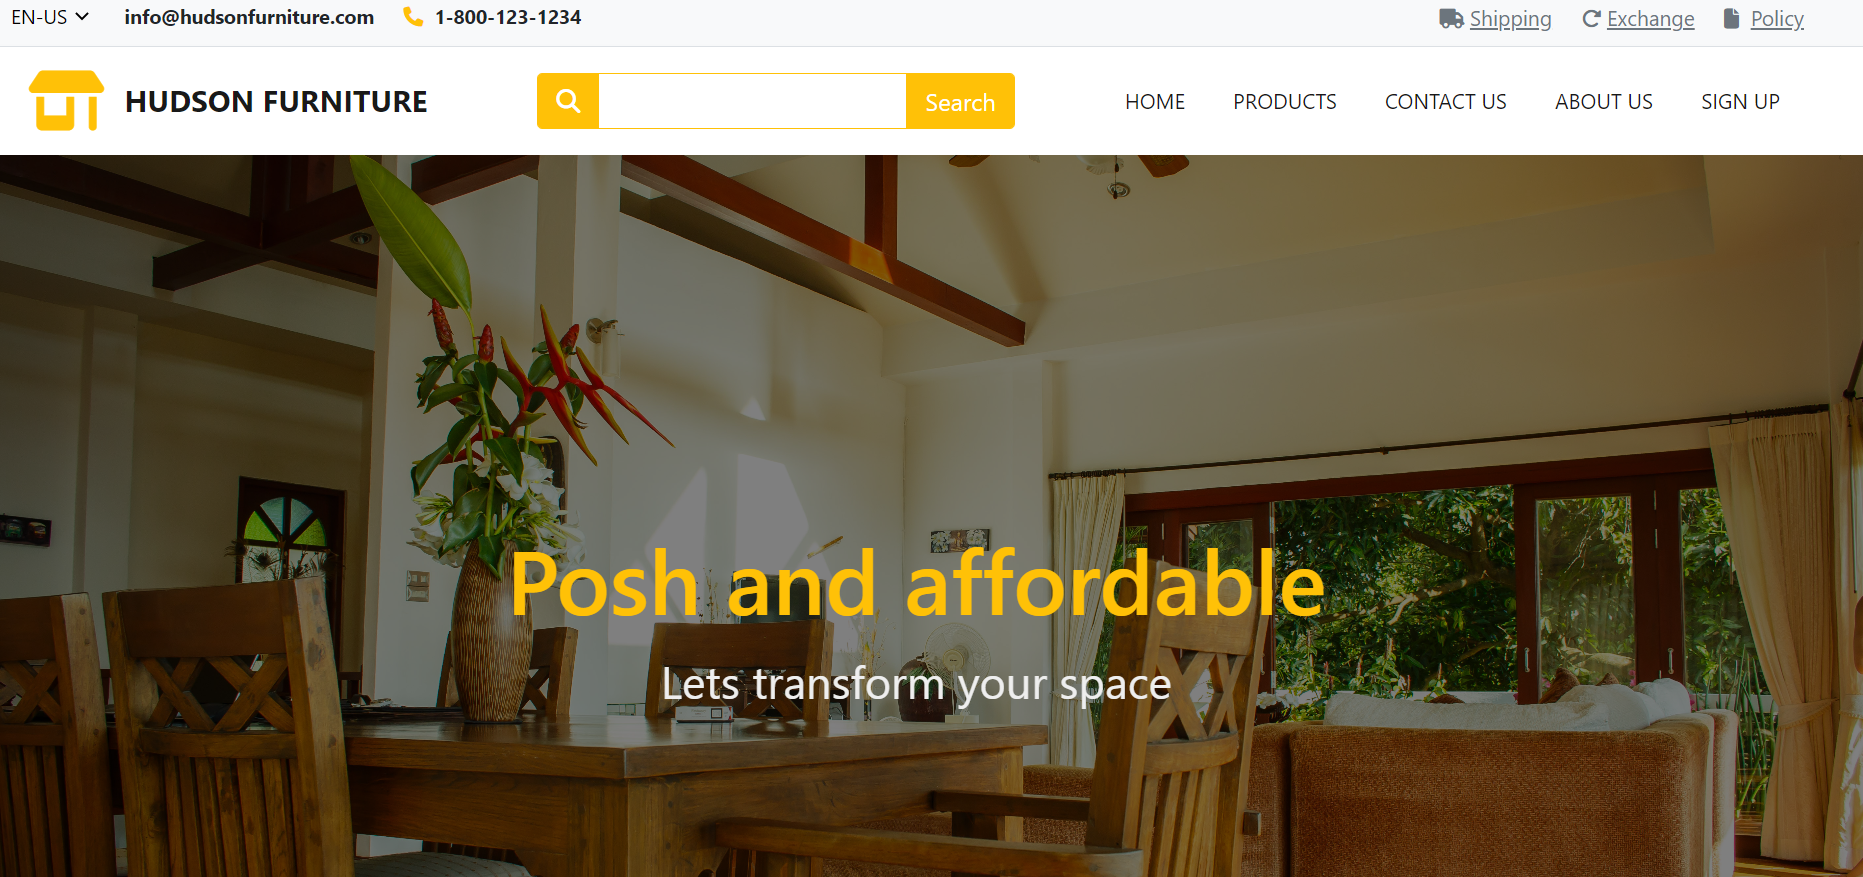 EN-US info@hudsonfurniture.com 1-800-123-1234 Shipping Exchange Policy
HUDSON FURNITURE Search HOME PRODUCTS CONTACT US ABOUT US SIGN UP
Posh and affordable
Lets transform your space